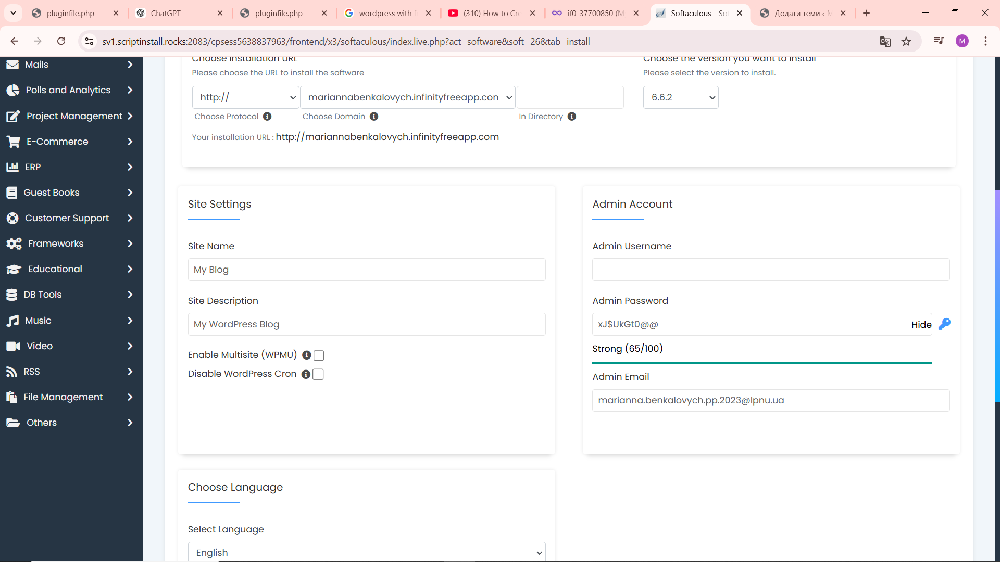 pluginfile.php
ChatGPT
pluginfile.php
wordpress with f
(310) How to Cre
if0_37700850 (M
Softaculous - So
Додати теми ‹ M
sv1.scriptinstall.rocks:2083/cpsess5638837963/frontend/x3/softaculous/index.live.php?act=software&soft=26&tab=install
M
Mails
Polls and Analytics
Project Management
E-Commerce
ERP
Guest Books
Customer Support
Frameworks
Educational
DB Tools
Music
Video
RSS
File Management
Others
Choose Installation URL
Please choose the URL to install the software
http://
mariannabenkalovych.infinityfreeapp.com
Choose Protocol
Choose Domain
In Directory
Your installation URL : http://mariannabenkalovych.infinityfreeapp.com
Choose the version you want to install
Please select the version to install.
6.6.2
Site Settings
Site Name
My Blog
Site Description
My WordPress Blog
Enable Multisite (WPMU)
Disable WordPress Cron
Admin Account
Admin Username
Admin Password
xJ$UkGt0@@
Hide
Strong (65/100)
Admin Email
marianna.benkalovych.pp.2023@lpnu.ua
Choose Language
Select Language
English